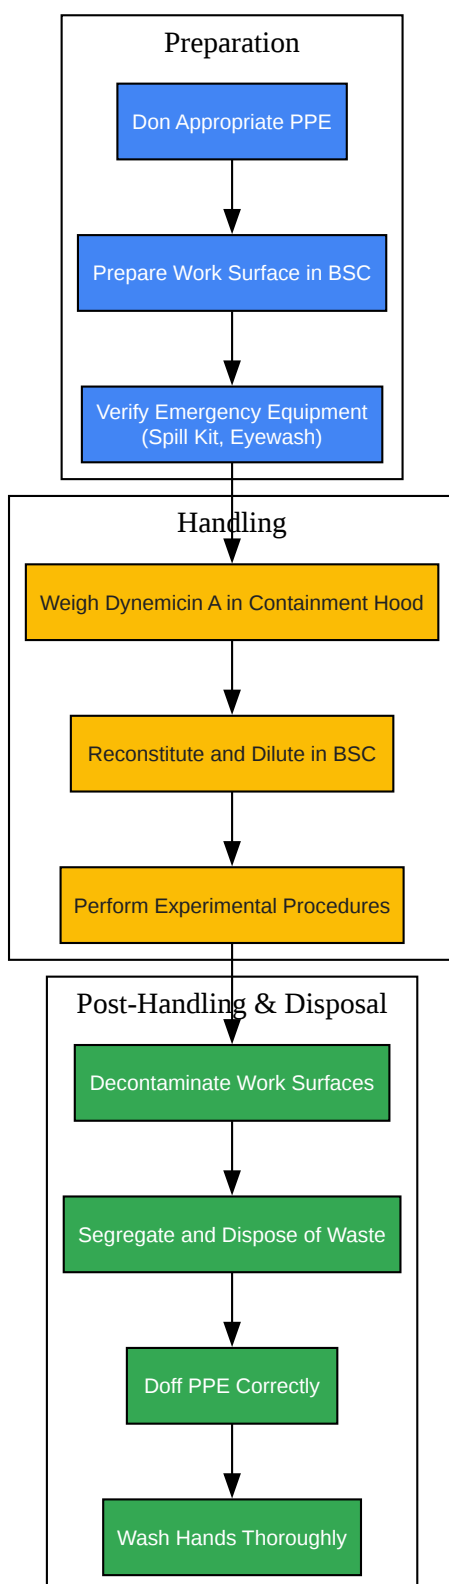 Preparation
Don Appropriate PPE
Prepare Work Surface in BSC
Verify Emergency Equipment
(Spill Kit, Eyewash)
Handling
Weigh Dynemicin A in Containment Hood
Reconstitute and Dilute in BSC
Perform Experimental Procedures
Post-Handling & Disposal
Decontaminate Work Surfaces
Segregate and Dispose of Waste
Doff PPE Correctly
Wash Hands Thoroughly